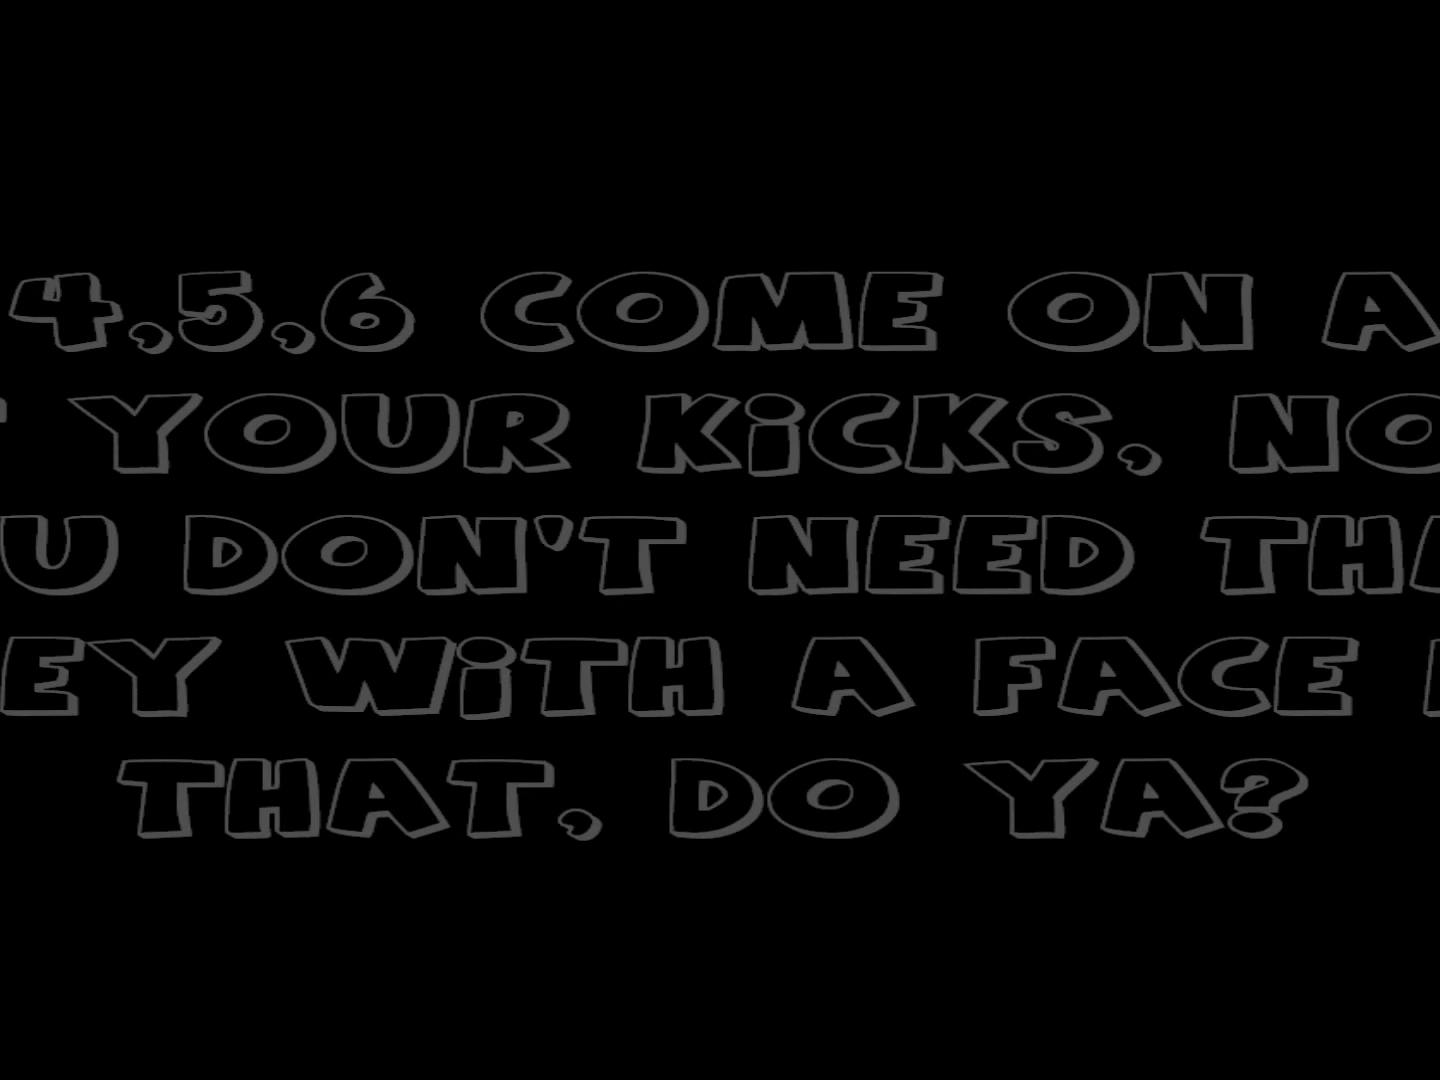 4,5,6 COME ON A
YOUR KiCKS, NO
U DON'T NEED TH
EY WiTH A FACE
THAT, DO YA?